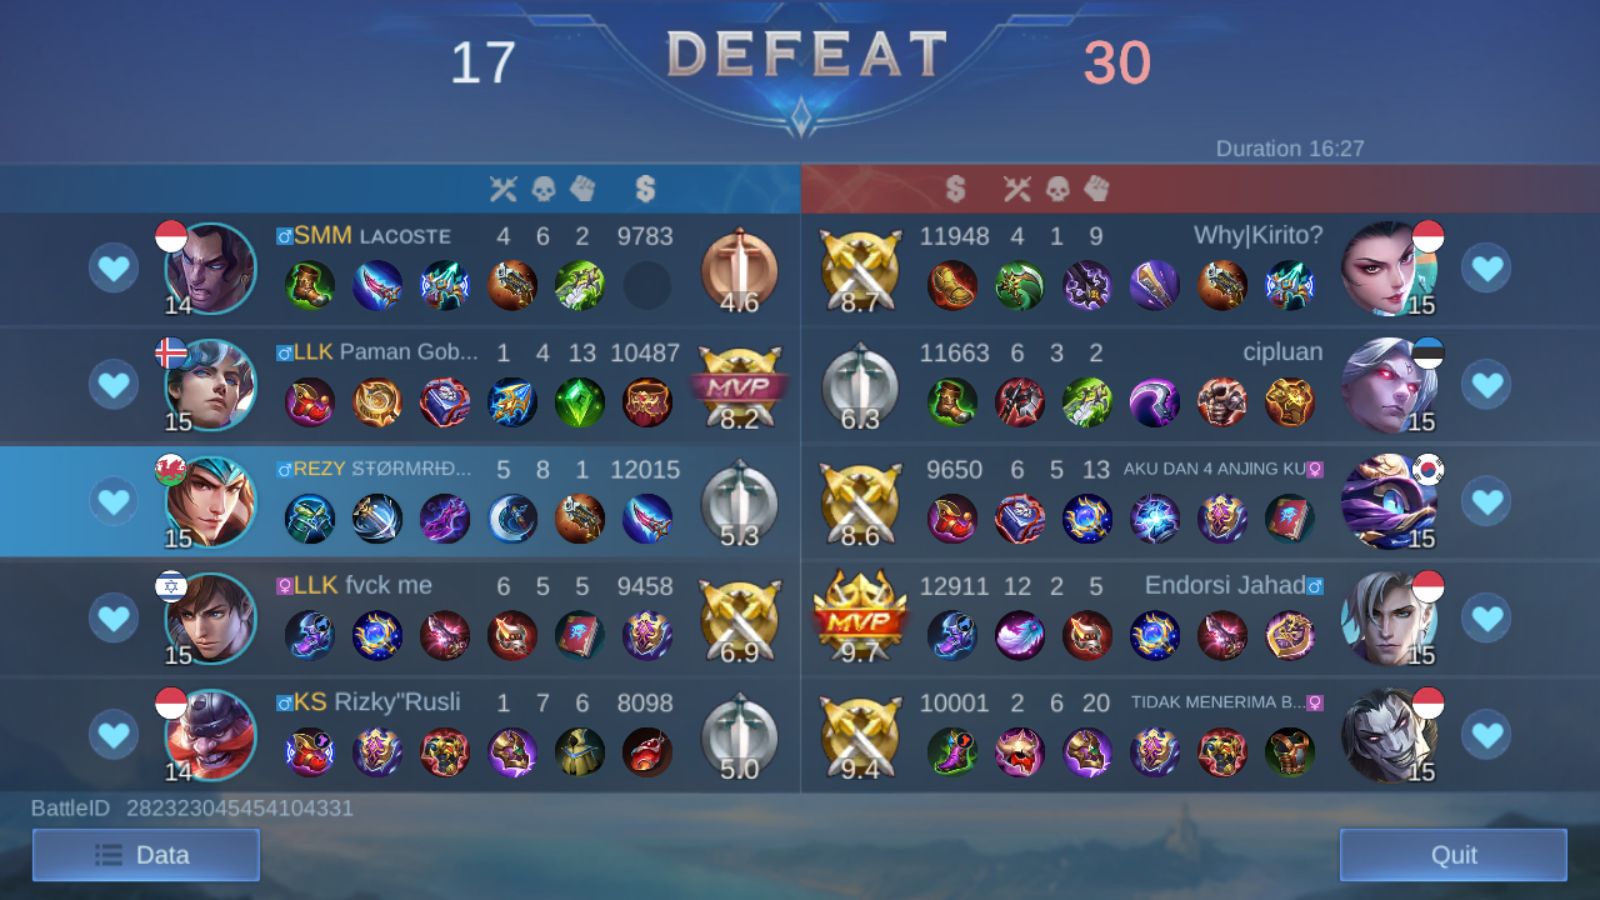 17 DEFEAT 30
Duration 16:27
SMM LACOSTE 4 6 2 9783
14 4.6
8.7 11948 4 1 9 Why|Kirito?
15
LLK Paman Gob... 1 4 13 10487
15 MVP 8.2
6.3 11663 6 3 2 cipluan
15
REZY SŦØRMɌƗĐ... 5 8 1 12015
15 5.3
8.6 9650 6 5 13 AKU DAN 4 ANJING KU
15
LLK fvck me 6 5 5 9458
15 6.9
MVP 9.7 12911 12 2 5 Endorsi Jahad
15
KS Rizky"Rusli 1 7 6 8098
14 5.0
9.4 10001 2 6 20 TIDAK MENERIMA B...
15
BattleID 282323045454104331
Data
Quit